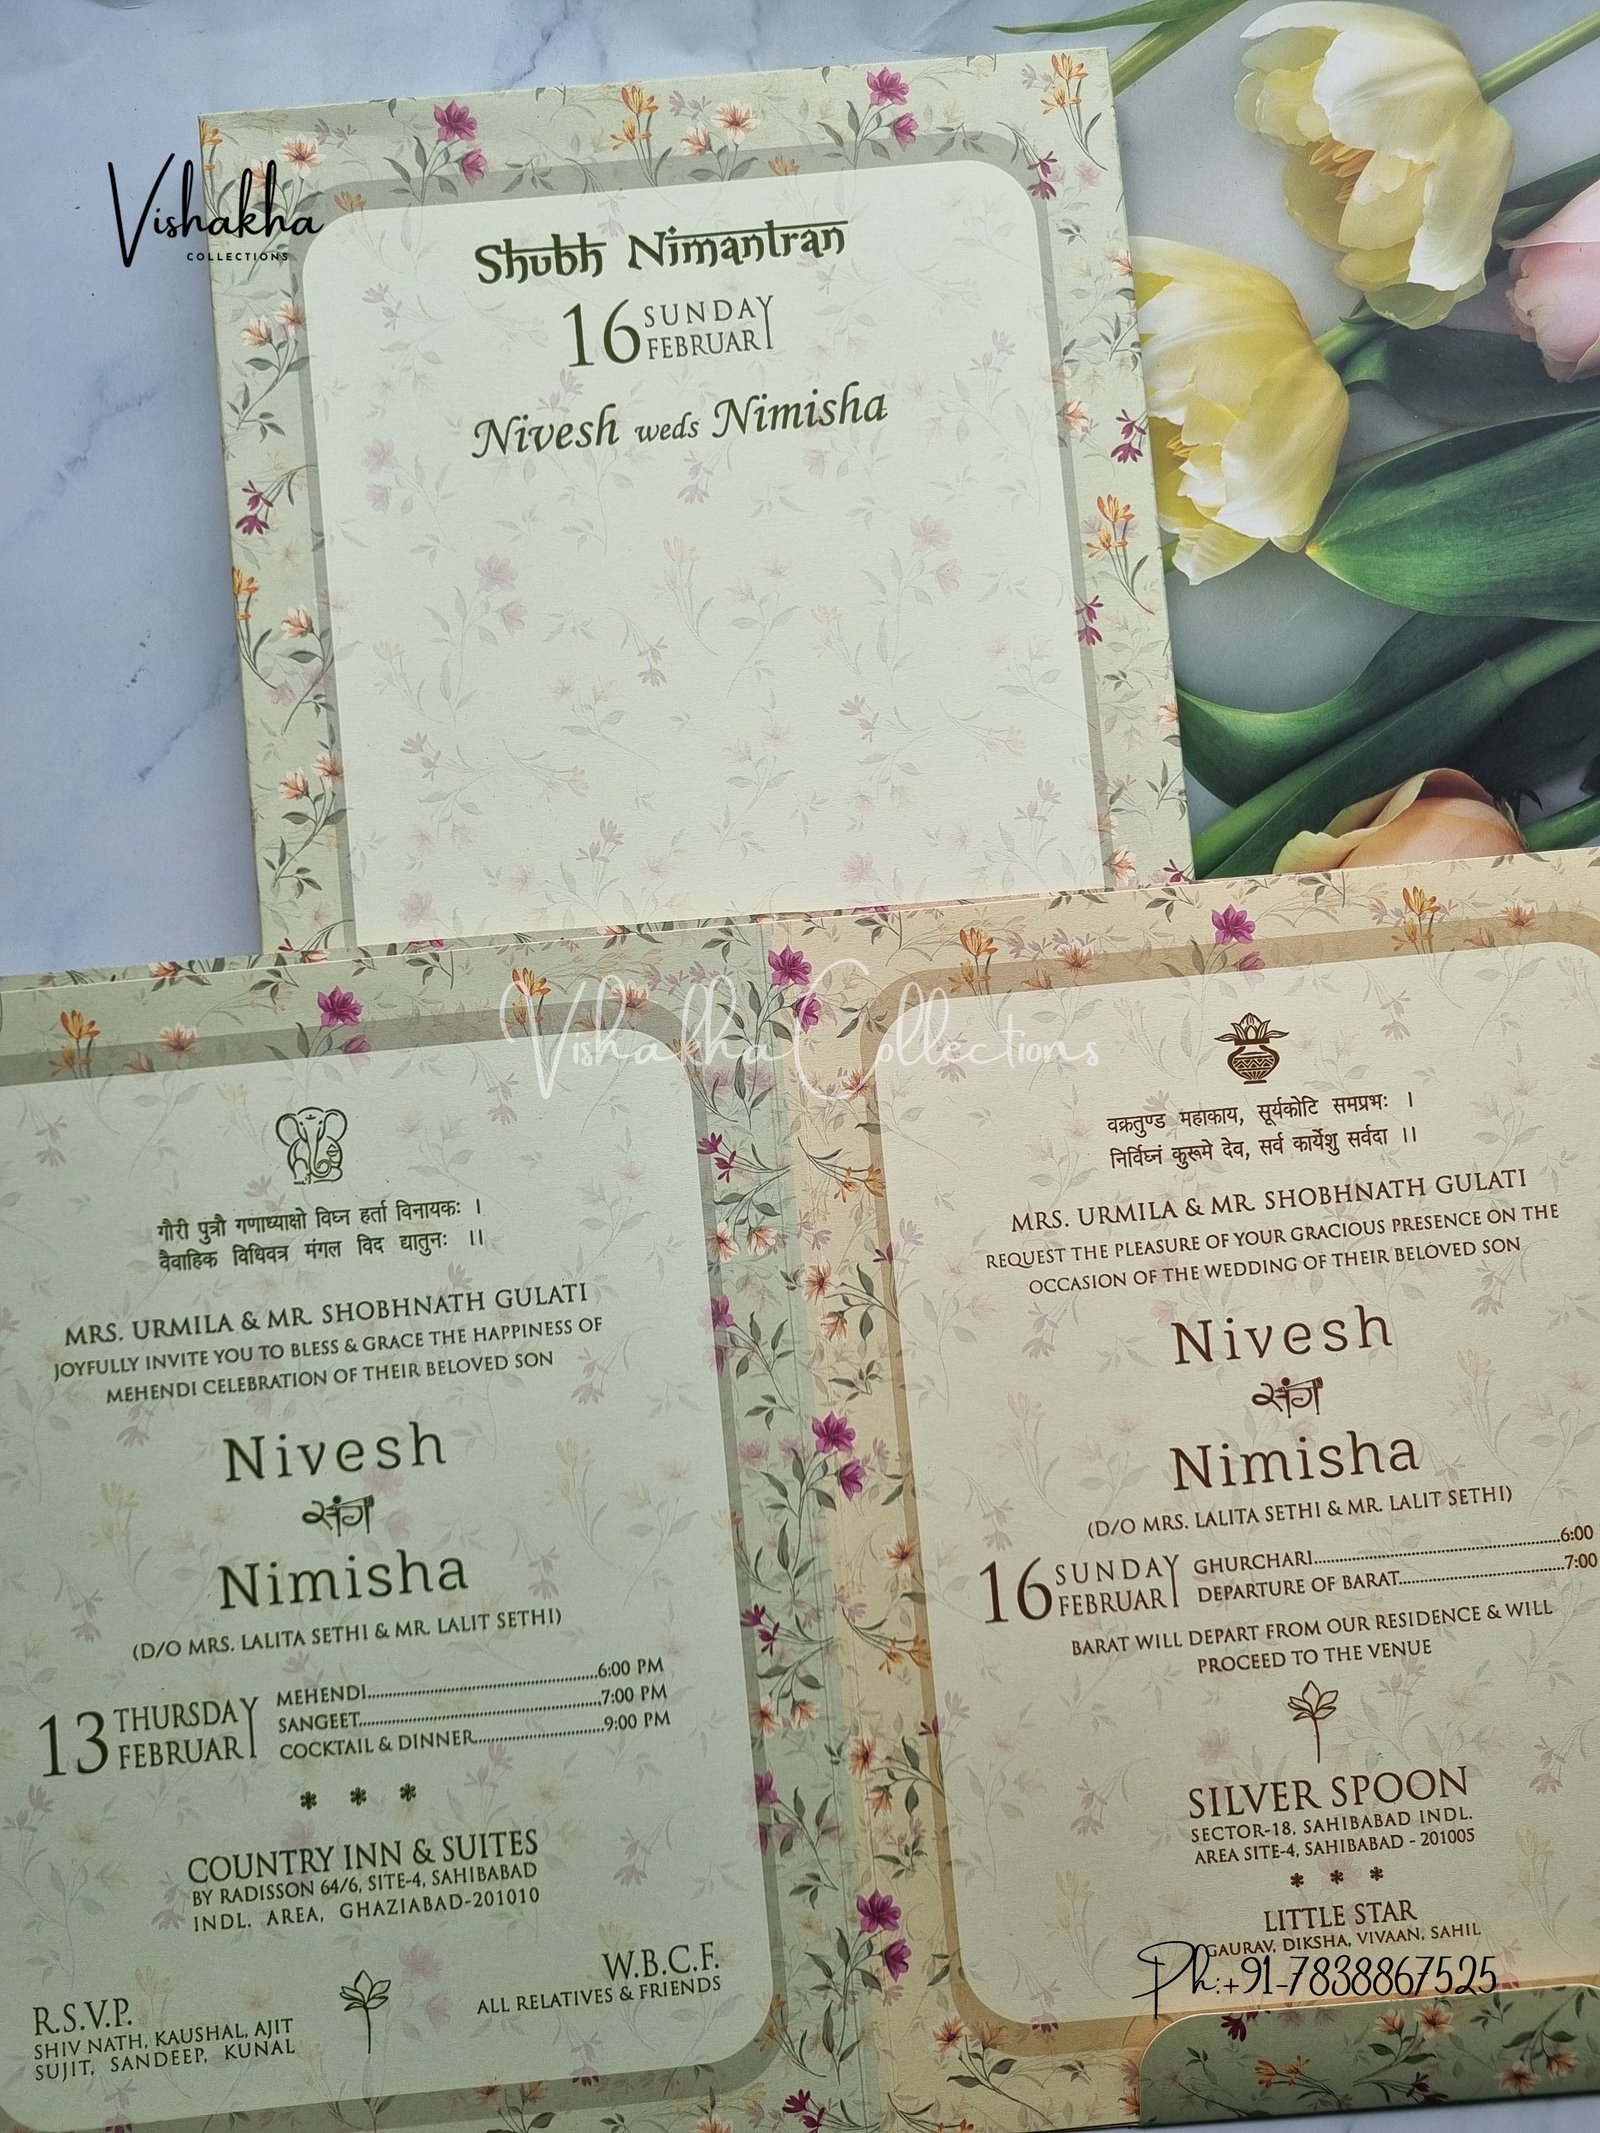 Vishakha
COLLECTIONS
Shubh Nimantran
16 SUNDAY
FEBRUARY
Nivesh weds Nimisha
Vishakha Collections
गौरी पुत्रौ गणाध्याक्षो विघ्न हर्ता विनायकः ।
वैवाहिक विधिवत्र मंगल विद द्यातुनः ।।
MRS. URMILA & MR. SHOBHNATH GULATI
JOYFULLY INVITE YOU TO BLESS & GRACE THE HAPPINESS OF
MEHENDI CELEBRATION OF THEIR BELOVED SON
Nivesh
संग
Nimisha
(D/O MRS. LALITA SETHI & MR. LALIT SETHI)
13 THURSDAY
FEBRUARY
MEHENDI..........6:00 PM
SANGEET..........7:00 PM
COCKTAIL & DINNER..........9:00 PM
COUNTRY INN & SUITES
BY RADISSON 64/6, SITE-4, SAHIBABAD
INDL. AREA, GHAZIABAD-201010
R.S.V.P.
SHIV NATH, KAUSHAL, AJIT
SUJIT, SANDEEP, KUNAL
W.B.C.F.
ALL RELATIVES & FRIENDS
वक्रतुण्ड महाकाय, सूर्यकोटि समप्रभः ।
निर्विघ्नं कुरूमे देव, सर्व कार्येशु सर्वदा ।।
MRS. URMILA & MR. SHOBHNATH GULATI
REQUEST THE PLEASURE OF YOUR GRACIOUS PRESENCE ON THE
OCCASION OF THE WEDDING OF THEIR BELOVED SON
Nivesh
संग
Nimisha
(D/O MRS. LALITA SETHI & MR. LALIT SETHI)
16 SUNDAY
FEBRUARY
GHURCHARI..........6:00
DEPARTURE OF BARAT..........7:00
BARAT WILL DEPART FROM OUR RESIDENCE & WILL
PROCEED TO THE VENUE
SILVER SPOON
SECTOR-18, SAHIBABAD INDL.
AREA SITE-4, SAHIBABAD - 201005
LITTLE STAR
GAURAV, DIKSHA, VIVAAN, SAHIL
Ph:+91-7838867525